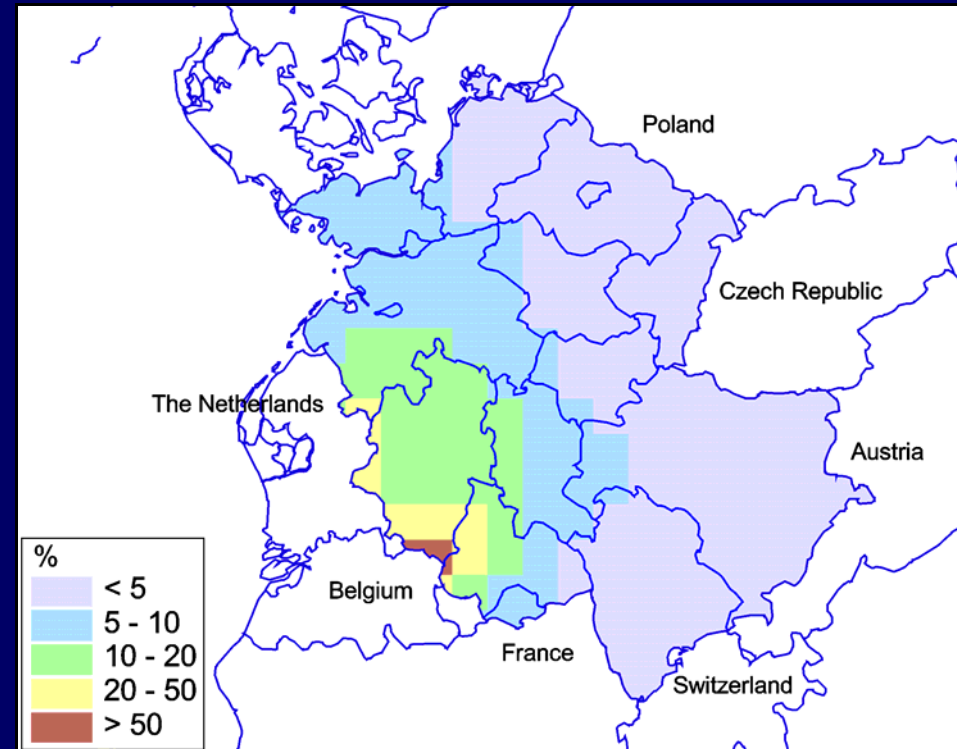 Poland
Czech Republic
The Netherlands
Austria
Belgium
France
Switzerland
%
< 5
5 - 10
10 - 20
20 - 50
> 50